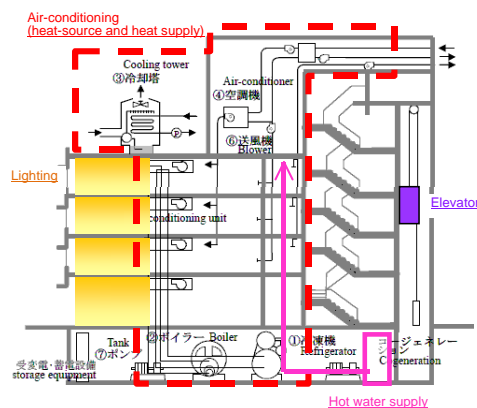 Air-conditioning
(heat-source and heat supply)
Cooling tower
③冷却塔
Air-conditioner
④空調機
⑥送風機
Blower
Lighting
Elevator
conditioning unit
Tank
⑦ポンプ
②ボイラー Boiler
①冷凍機
Refrigerator
コージェネレー
ション
Cogeneration
受変電・蓄電設備
storage equipment
P
Hot water supply